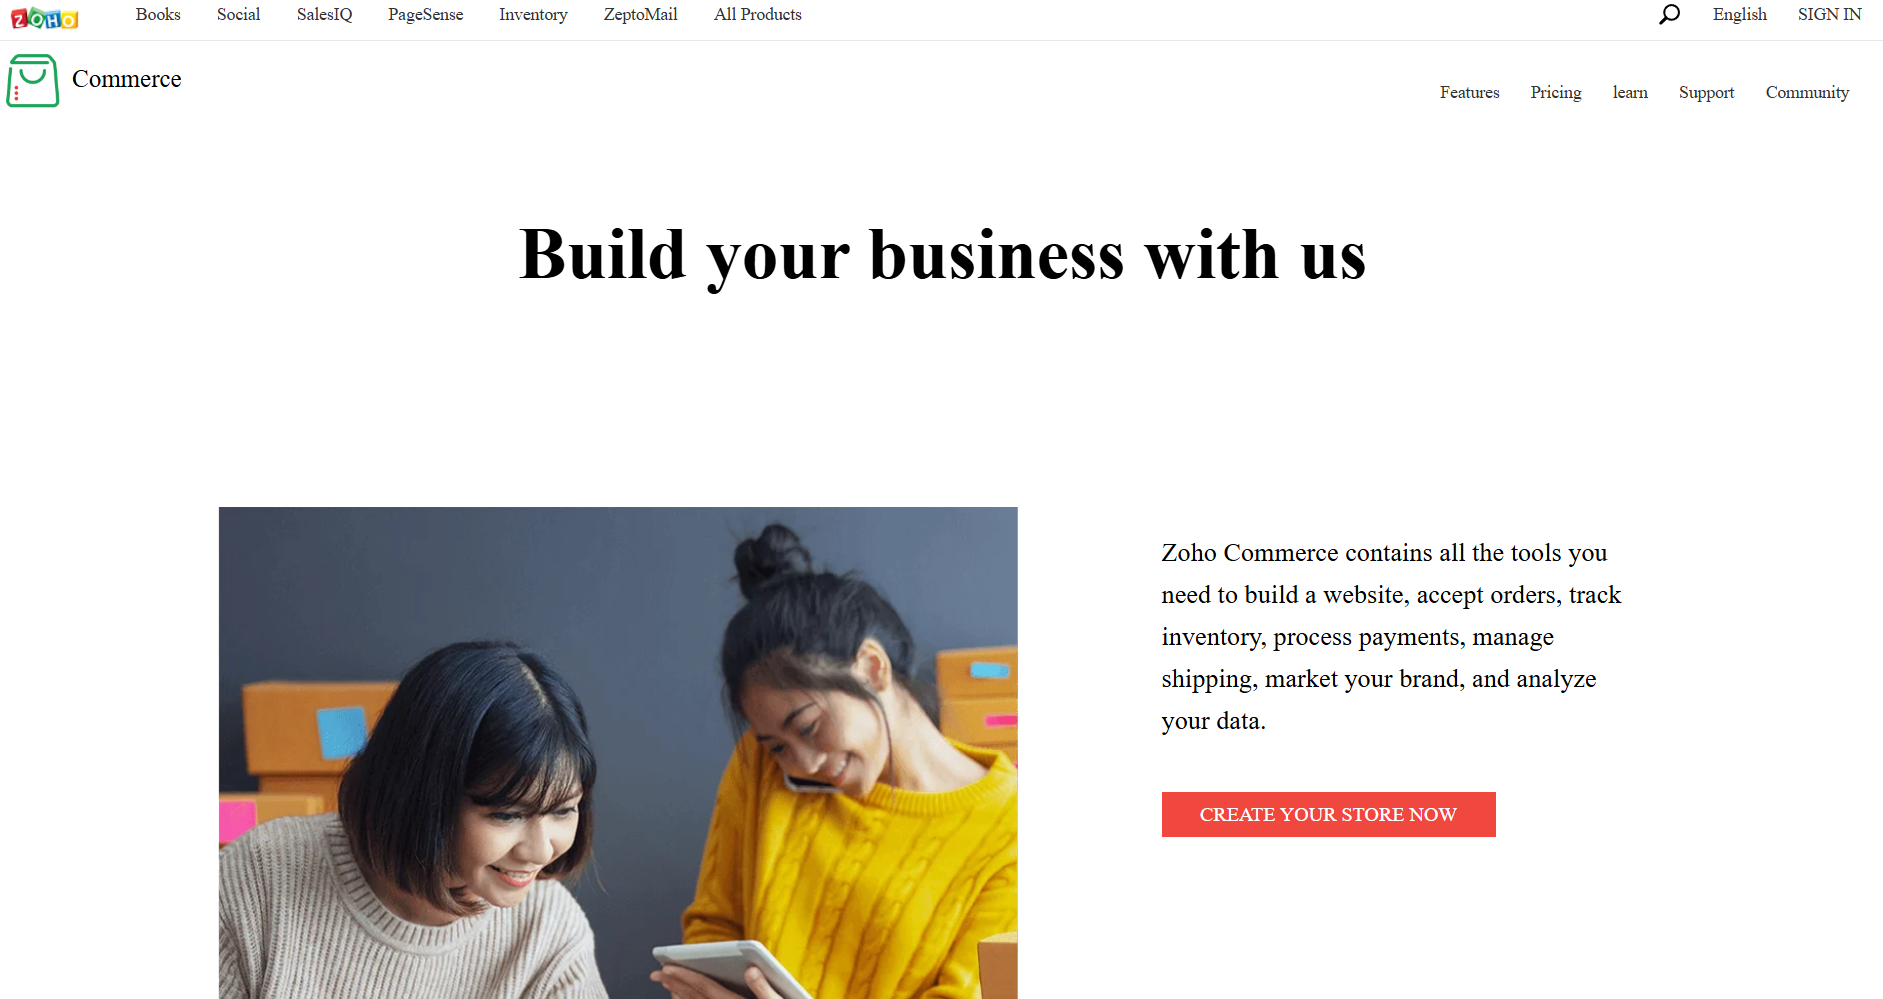 ZOHO Books Social SalesIQ PageSense Inventory ZeptoMail All Products English SIGN IN
Commerce
Features Pricing learn Support Community
Build your business with us
Zoho Commerce contains all the tools you
need to build a website, accept orders, track
inventory, process payments, manage
shipping, market your brand, and analyze
your data.
CREATE YOUR STORE NOW